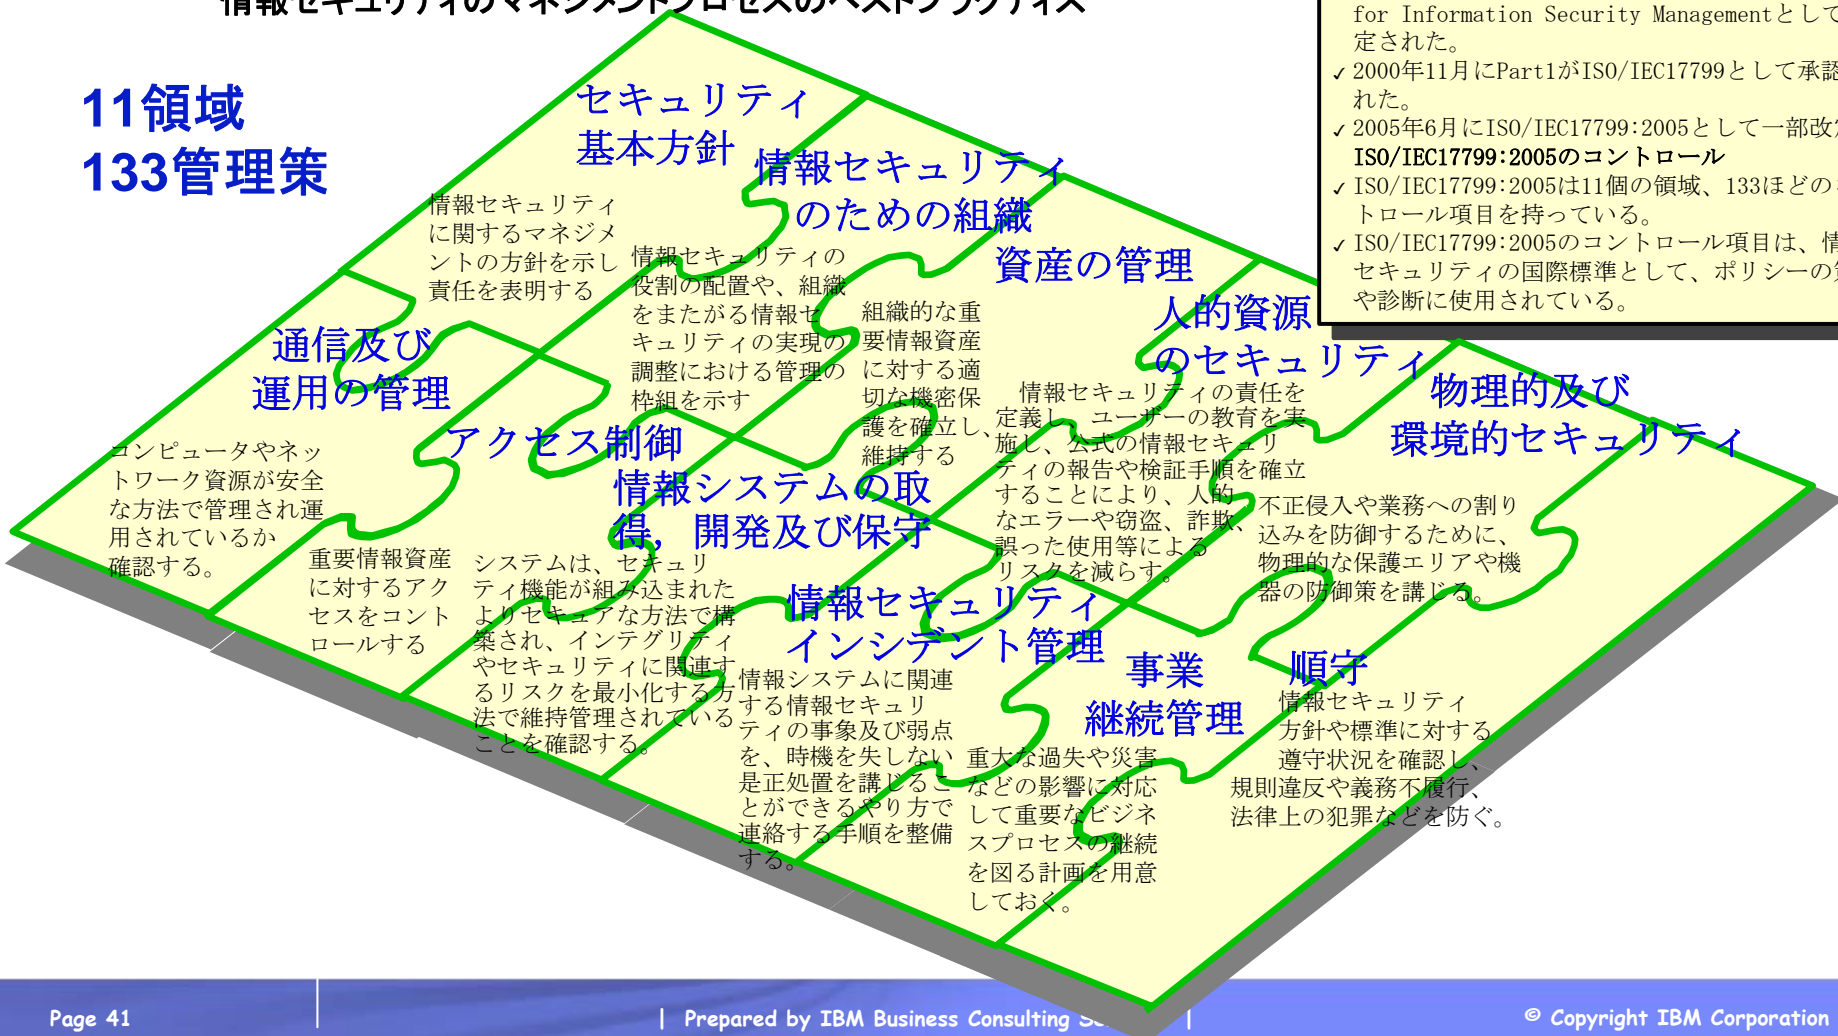 情報セキュリティのマネジメントプロセスのベストプラクティス
11領域
133管理策
for Information Security Managementとして
定された。
✓ 2000年11月にPart1がISO/IEC17799として承認
れた。
✓ 2005年6月にISO/IEC17799:2005として一部改
ISO/IEC17799:2005のコントロール
✓ ISO/IEC17799:2005は11個の領域、133ほどの
トロール項目を持っている。
✓ ISO/IEC17799:2005のコントロール項目は、情
セキュリティの国際標準として、ポリシーの
や診断に使用されている。
セキュリティ
基本方針
情報セキュリティ
に関するマネジメ
ントの方針を示し
責任を表明する
情報セキュリティ
のための組織
情報セキュリティの
役割の配置や、組織
をまたがる情報セ
キュリティの実現の
調整における管理の
枠組を示す
資産の管理
組織的な重
要情報資産
に対する適
切な機密保
護を確立し、
維持する
人的資源
のセキュリティ
情報セキュリティの責任を
定義し、ユーザーの教育を実
施し、公式の情報セキュリ
ティの報告や検証手順を確立
することにより、人的
なエラーや窃盗、詐欺、
誤った使用等による
リスクを減らす。
物理的及び
環境的セキュリティ
不正侵入や業務への割り
込みを防御するために、
物理的な保護エリアや機
器の防御策を講じる。
通信及び
運用の管理
コンピュータやネッ
トワーク資源が安全
な方法で管理され運
用されているか
確認する。
アクセス制御
重要情報資産
に対するアク
セスをコント
ロールする
情報システムの取
得，開発及び保守
システムは、セキュリ
ティ機能が組み込まれた
よりセキュアな方法で構
築され、インテグリティ
やセキュリティに関連す
るリスクを最小化する方
法で維持管理されている
ことを確認する。
情報セキュリティ
インシデント管理
情報システムに関連
する情報セキュリ
ティの事象及び弱点
を、時機を失しない
是正処置を講じるこ
とができるやり方で
連絡する手順を整備
する。
事業
継続管理
重大な過失や災害
などの影響に対応
して重要なビジネ
スプロセスの継続
を図る計画を用意
しておく。
順守
情報セキュリティ
方針や標準に対する
遵守状況を確認し、
規則違反や義務不履行、
法律上の犯罪などを防ぐ。
Page 41
| Prepared by IBM Business Consulting |
© Copyright IBM Corporation